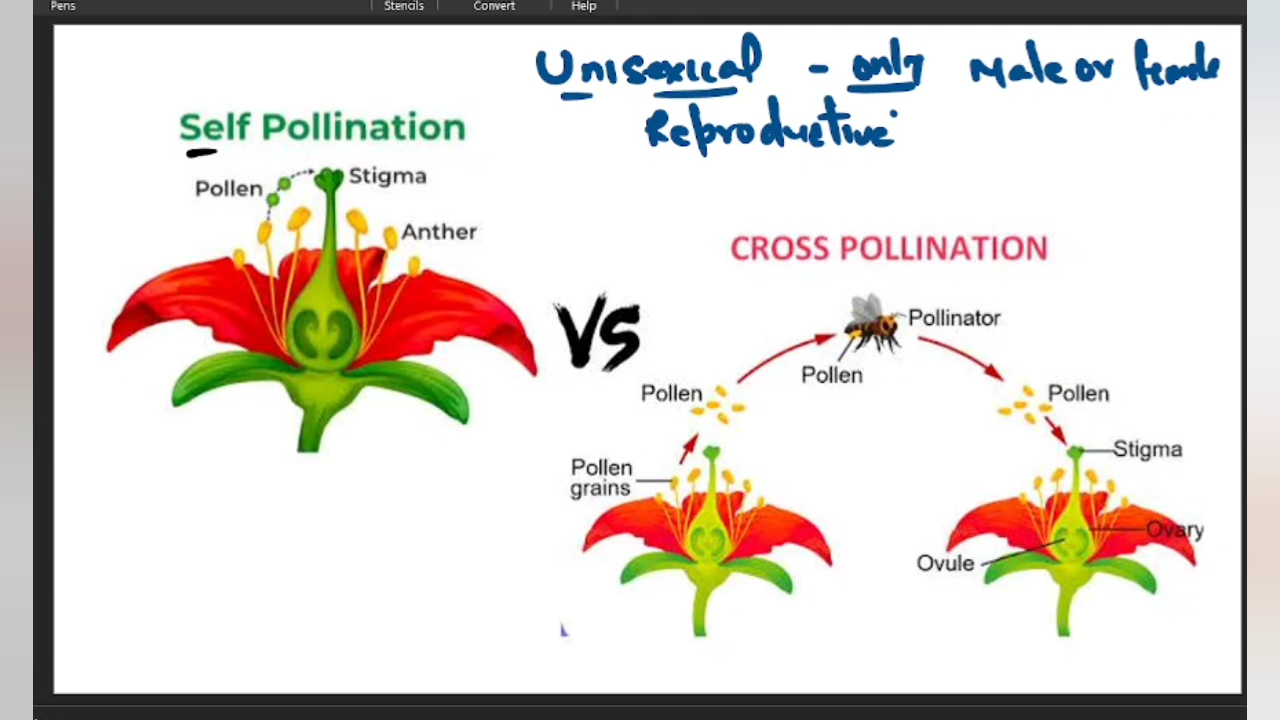 Pens Stencils Convert Help
Unisexical - only Male or female
Reproductive
Self Pollination
Pollen
Stigma
Anther
CROSS POLLINATION
VS
Pollinator
Pollen
Pollen
Pollen
Pollen
grains
Stigma
Ovary
Ovule